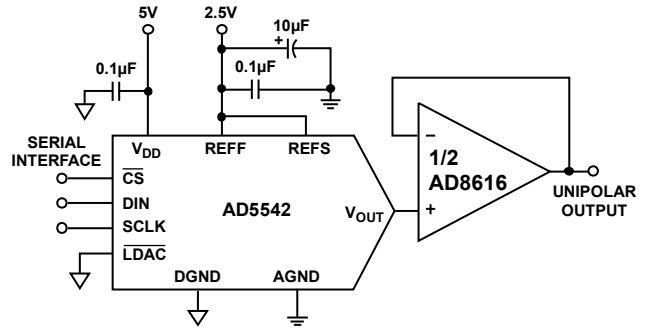 5V
2.5V
10µF
+
0.1µF
0.1µF
SERIAL
INTERFACE
VDD
REFF
REFS
CS
DIN
SCLK
LDAC
AD5542
VOUT
DGND
AGND
–
1/2
AD8616
+
UNIPOLAR
OUTPUT